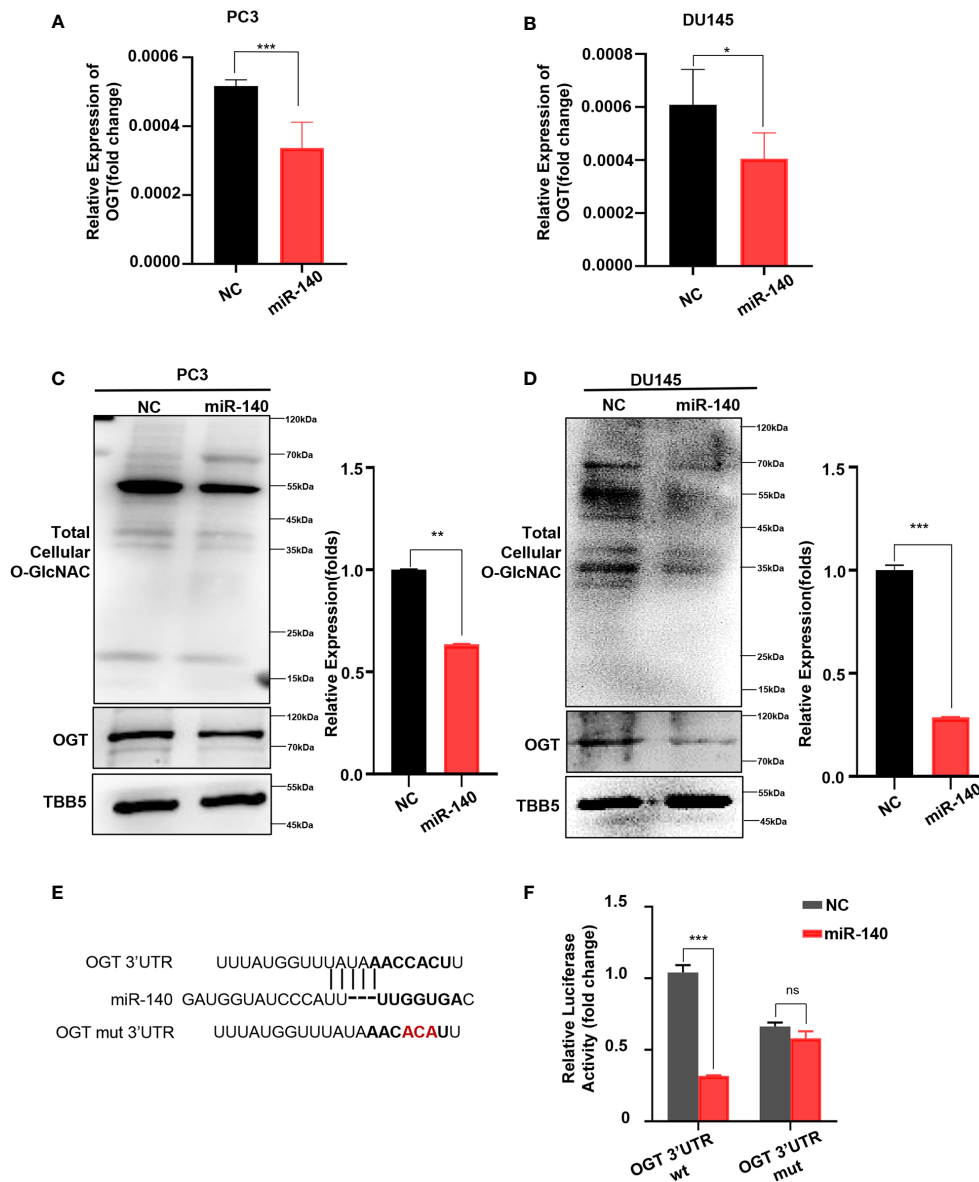 A
PC3
Relative Expression of
OGT(fold change)
0.0006
0.0004
0.0002
0.0000
***
NC
miR-140
B
DU145
Relative Expression of
OGT(fold change)
0.0008
0.0006
0.0004
0.0002
0.0000
*
NC
miR-140
C
PC3
NC miR-140
Total
Cellular
O-GlcNAC
120kDa
70kDa
55kDa
45kDa
35kDa
25kDa
15kDa
OGT
120kDa
70kDa
TBB5
55kDa
45kDa
Relative Expression(folds)
1.5
1.0
0.5
0.0
**
NC
miR-140
D
DU145
NC miR-140
Total
Cellular
O-GlcNAC
120kDa
70kDa
55kDa
45kDa
35kDa
25kDa
15kDa
OGT
120kDa
70kDa
TBB5
55kDa
45kDa
Relative Expression(folds)
1.5
1.0
0.5
0.0
***
NC
miR-140
E
OGT 3'UTR UUUAUGGUUUAUAAACCACUU
miR-140 GAUGGUAUCCCAUU---UUGGUGAC
OGT mut 3'UTR UUUAUGGUUUAUAAACACAUU
F
Relative Luciferase
Activity (fold change)
1.5
1.0
0.5
0
***
ns
NC
miR-140
OGT 3'UTR
wt
OGT 3'UTR
mut